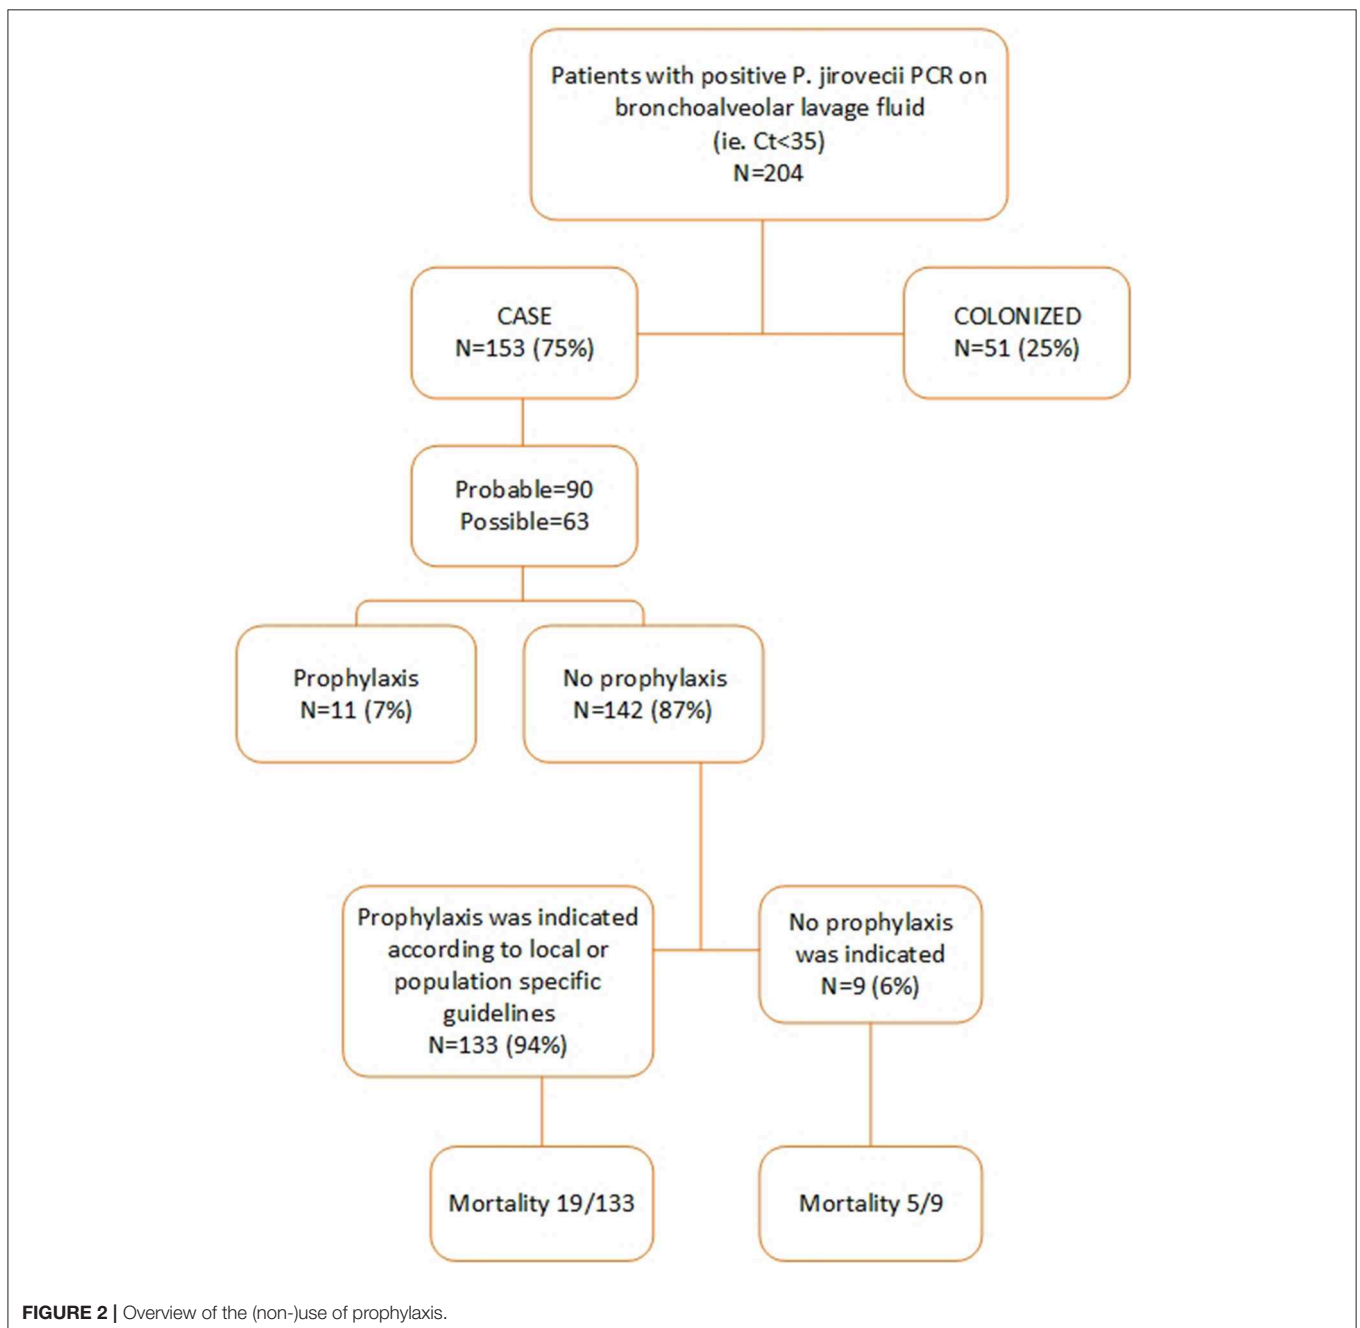 Patients with positive P. jirovecii PCR on
bronchoalveolar lavage fluid
(ie. Ct<35)
N=204
CASE
N=153 (75%)
COLONIZED
N=51 (25%)
Probable=90
Possible=63
Prophylaxis
N=11 (7%)
No prophylaxis
N=142 (87%)
Prophylaxis was indicated
according to local or
population specific
guidelines
N=133 (94%)
No prophylaxis
was indicated
N=9 (6%)
Mortality 19/133
Mortality 5/9
FIGURE 2 | Overview of the (non-)use of prophylaxis.